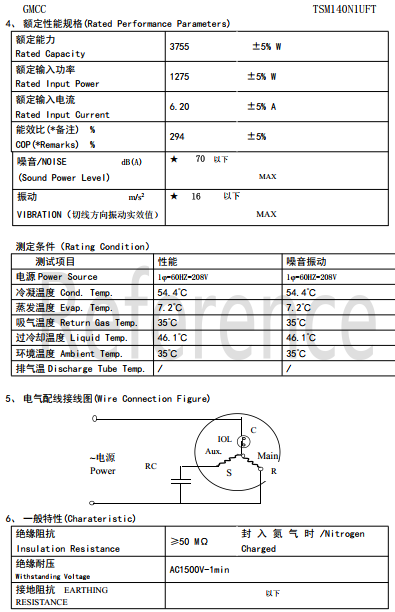 GMCC TSM140N1UFT
4、 额定性能规格(Rated Performance Parameters)
额定能力
Rated Capacity 3755 ±5% W
额定输入功率
Rated Input Power 1275 ±5% W
额定输入电流
Rated Input Current 6.20 ±5% A
能效比(*备注) %
COP(*Remarks) % 294 ±5%
噪音/NOISE dB(A) ★ 70 以下
(Sound Power Level) MAX
振动 m/s² ★ 16 以下
VIBRATION（切线方向振动实效值） MAX
测定条件（Rating Condition）
测试项目 性能 噪音振动
电源 Power Source 1φ=60HZ=208V 1φ=60HZ=208V
冷凝温度 Cond. Temp. 54.4℃ 54.4℃
蒸发温度 Evap. Temp. 7.2℃ 7.2℃
吸气温度 Return Gas Temp. 35℃ 35℃
过冷却温度 Liquid Temp. 46.1℃ 46.1℃
环境温度 Ambient Temp. 35℃ 35℃
排气温 Discharge Tube Temp. / /
Reference
5、 电气配线接线图(Wire Connection Figure)
C
IOL
Aux. Main
~电源
Power RC S R
6、 一般特性(Charateristic)
绝缘阻抗
Insulation Resistance ≥50 MΩ 封入氮气时/Nitrogen Charged
绝缘耐压
Withstanding Voltage AC1500V-1min
接地阻抗 EARTHING
RESISTANCE 以下